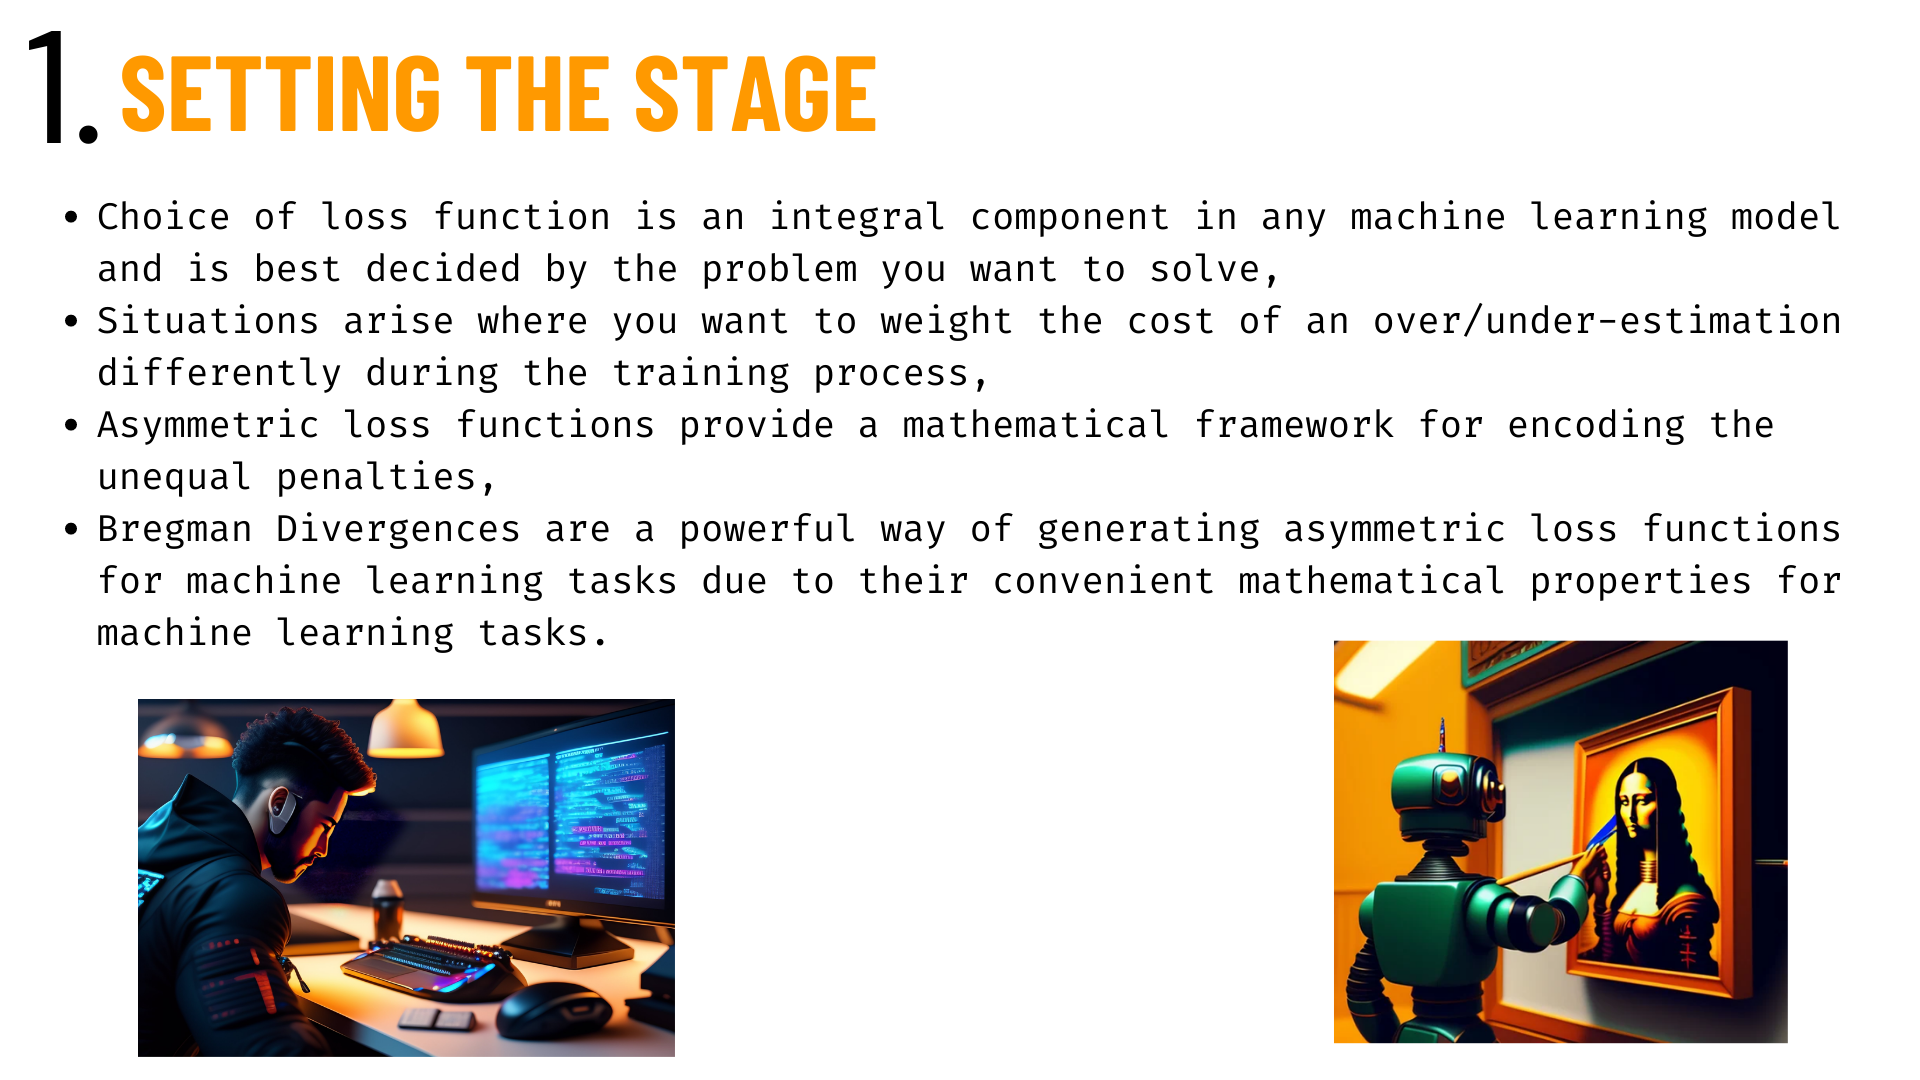 1. SETTING THE STAGE
• Choice of loss function is an integral component in any machine learning model
and is best decided by the problem you want to solve,
• Situations arise where you want to weight the cost of an over/under-estimation
differently during the training process,
• Asymmetric loss functions provide a mathematical framework for encoding the
unequal penalties,
• Bregman Divergences are a powerful way of generating asymmetric loss functions
for machine learning tasks due to their convenient mathematical properties for
machine learning tasks.